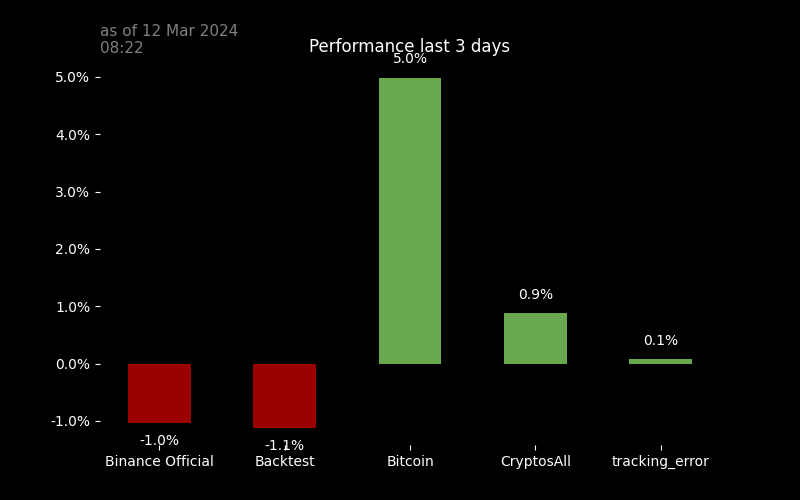 as of 12 Mar 2024
08:22
Performance last 3 days
5.0%
5.0%
4.0%
3.0%
2.0%
1.0%
0.9%
0.1%
0.0%
-1.0%
-1.0%
-1.1%
Binance Official
Backtest
Bitcoin
CryptosAll
tracking_error